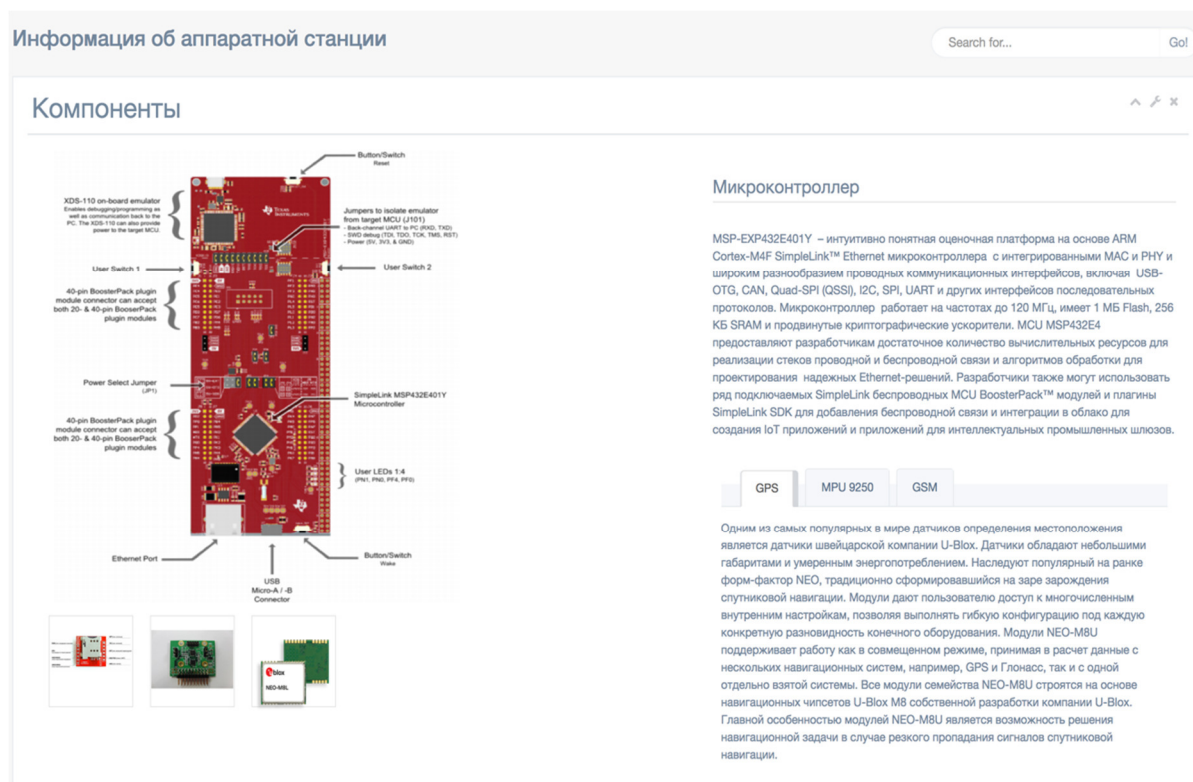 Информация об аппаратной станции
Search for...
Go!
Компоненты
Button/Switch
Reset
XDS-110 on-board emulator
Enables debugging/programming as
well as communication back to the
PC. The XDS-110 can also provide
power to the target MCU.
TEXAS
INSTRUMENTS
Jumpers to isolate emulator
from target MCU (J101)
- Back-channel UART to PC (RXD, TXD)
- SWD debug (TDI, TDO, TCK, TMS, RST)
- Power (5V, 3V3, & GND)
User Switch 1
User Switch 2
40-pin BoosterPack plugin
module connector can accept
both 20- & 40-pin BoosterPack
plugin modules
Power Select Jumper
(JP1)
SimpleLink MSP432E401Y
Microcontroller
40-pin BoosterPack plugin
module connector can accept
both 20- & 40-pin BooserPack
plugin modules
User LEDs 1:4
(PN1, PN0, PF4, PF0)
Ethernet Port
USB
Micro-A / -B
Connector
Button/Switch
Wake
ublox
NEO-M8L
Микроконтроллер
MSP-EXP432E401Y – интуитивно понятная оценочная платформа на основе ARM
Cortex-M4F SimpleLink™ Ethernet микроконтроллера с интегрированными MAC и PHY и
широким разнообразием проводных коммуникационных интерфейсов, включая USB-
OTG, CAN, Quad-SPI (QSSI), I2C, SPI, UART и других интерфейсов последовательных
протоколов. Микроконтроллер работает на частотах до 120 МГц, имеет 1 МБ Flash, 256
КБ SRAM и продвинутые криптографические ускорители. MCU MSP432E4
предоставляют разработчикам достаточное количество вычислительных ресурсов для
реализации стеков проводной и беспроводной связи и алгоритмов обработки для
проектирования надежных Ethernet-решений. Разработчики также могут использовать
ряд подключаемых SimpleLink беспроводных MCU BoosterPack™ модулей и плагины
SimpleLink SDK для добавления беспроводной связи и интеграции в облако для
создания IoT приложений и приложений для интеллектуальных промышленных шлюзов.
GPS
MPU 9250
GSM
Одним из самых популярных в мире датчиков определения местоположения
является датчики швейцарской компании U-Blox. Датчики обладают небольшими
габаритами и умеренным энергопотреблением. Наследуют популярный на ранке
форм-фактор NEO, традиционно сформировавшийся на заре зарождения
спутниковой навигации. Модули дают пользователю доступ к многочисленным
внутренним настройкам, позволяя выполнять гибкую конфигурацию под каждую
конкретную разновидность конечного оборудования. Модули NEO-M8U
поддерживает работу как в совмещенном режиме, принимая в расчет данные с
нескольких навигационных систем, например, GPS и Глонасс, так и с одной
отдельно взятой системы. Все модули семейства NEO-M8U строятся на основе
навигационных чипсетов U-Blox M8 собственной разработки компании U-Blox.
Главной особенностью модулей NEO-M8U является возможность решения
навигационной задачи в случае резкого пропадания сигналов спутниковой
навигации.